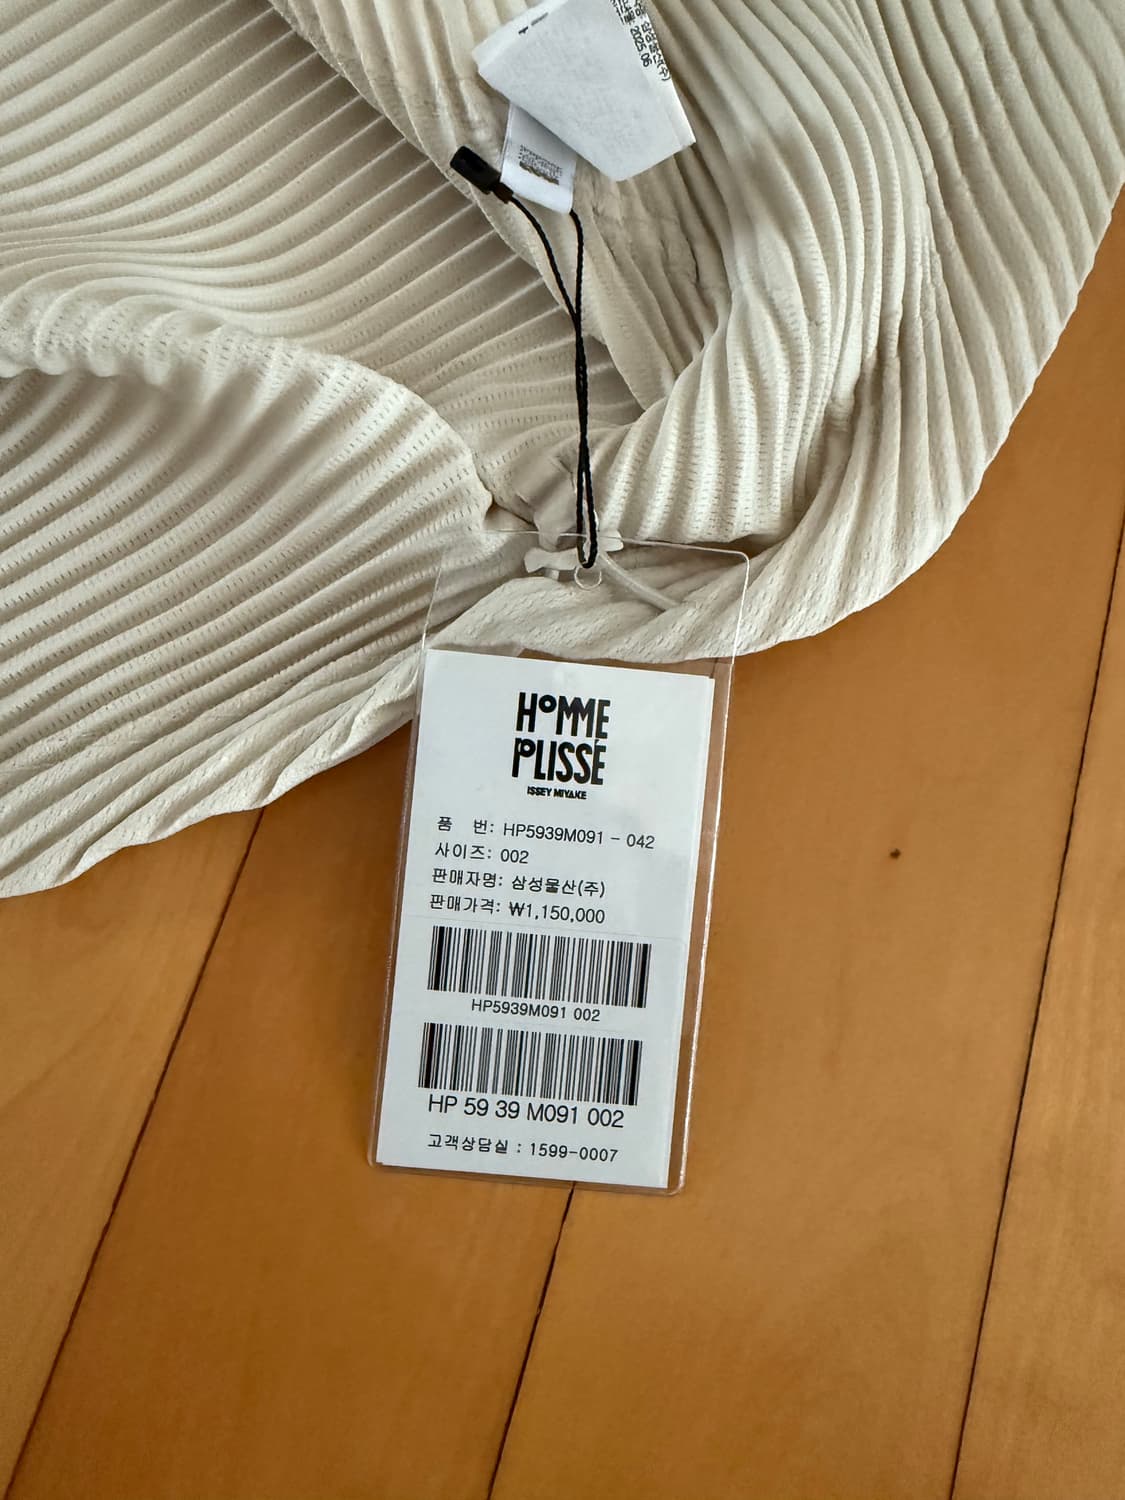 2025.06
HOMME
PLISSÉ
ISSEY MIYAKE
품 번: HP5939M091 - 042
사이즈: 002
판매자명: 삼성물산(주)
판매가격: ₩1,150,000
HP5939M091 002
HP 59 39 M091 002
고객상담실 : 1599-0007